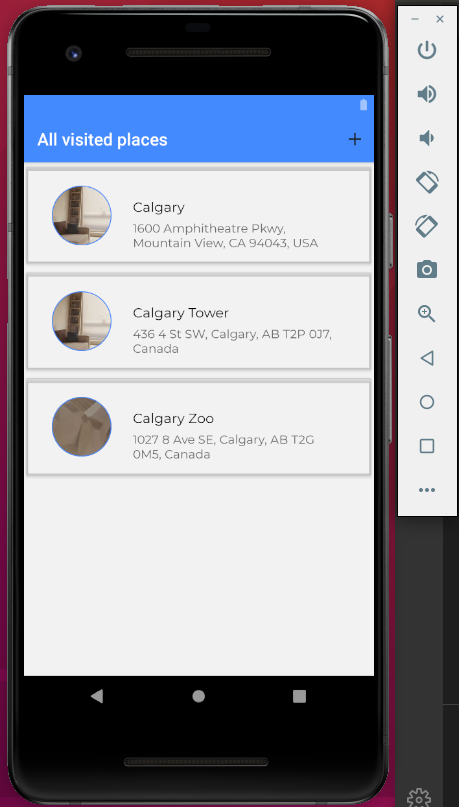 All visited places
Calgary
1600 Amphitheatre Pkwy,
Mountain View, CA 94043, USA
Calgary Tower
436 4 St SW, Calgary, AB T2P 0J7,
Canada
Calgary Zoo
1027 8 Ave SE, Calgary, AB T2G
0M5, Canada